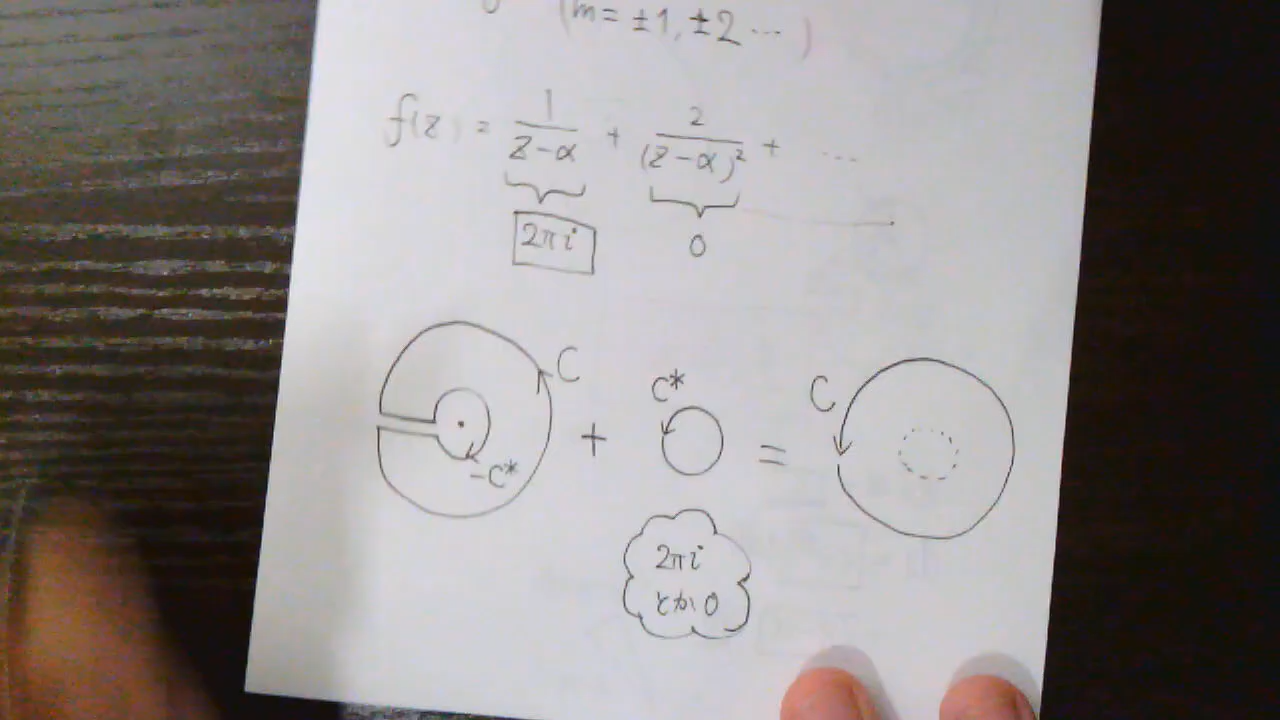 (m = ±1, ±2 ... )
f(z) = 1/(z-α) + 2/(z-α)² + ...
2πi 0
C + C* = C
-C*
2πi
とか 0